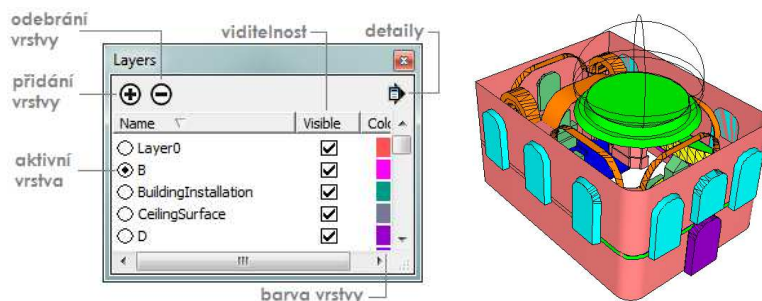 odebrání
vrstvy
viditelnost
detaily
přidání
vrstvy
aktivní
vrstva
Layers
Name
Visible
Colo
Layer0
B
BuildingInstallation
CeilingSurface
D
barva vrstvy